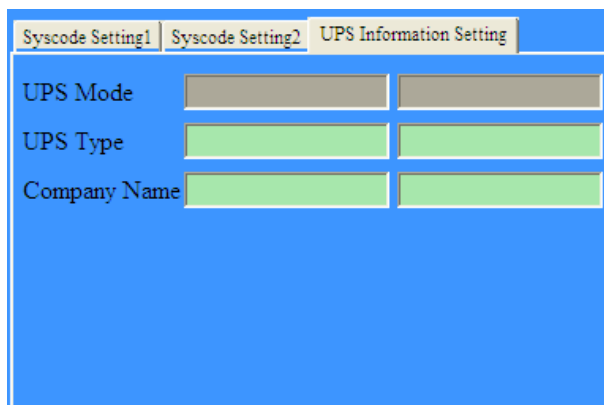 Syscode Setting1 Syscode Setting2 UPS Information Setting
UPS Mode
UPS Type
Company Name